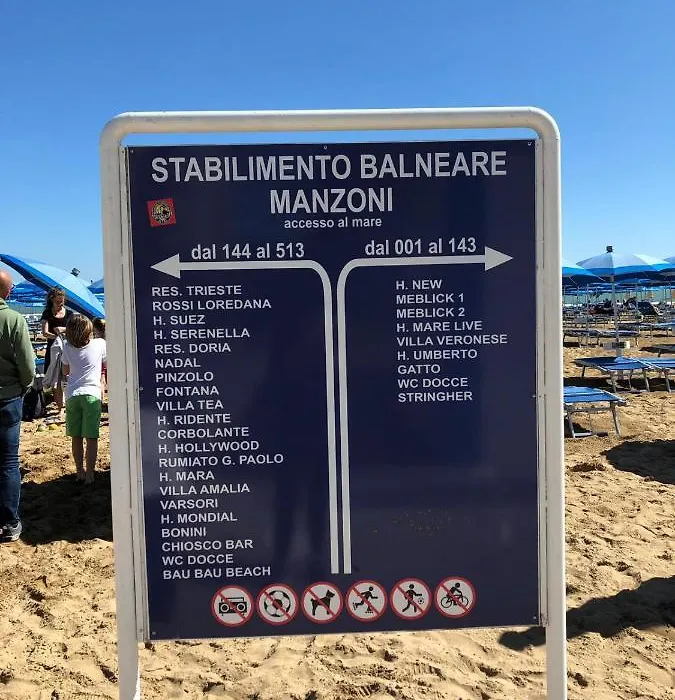 STABILIMENTO BALNEARE
MANZONI
accesso al mare
dal 144 al 513
RES. TRIESTE
ROSSI LOREDANA
H. SUEZ
H. SERENELLA
RES. DORIA
NADAL
PINZOLO
FONTANA
VILLA TEA
H. RIDENTE
CORBOLANTE
H. HOLLYWOOD
RUMIATO G. PAOLO
H. MARA
VILLA AMALIA
VARSORI
H. MONDIAL
BONINI
CHIOSCO BAR
WC DOCCE
BAU BAU BEACH
dal 001 al 143
H. NEW
MEBLICK 1
MEBLICK 2
H. MARE LIVE
VILLA VERONESE
H. UMBERTO
GATTO
WC DOCCE
STRINGHER